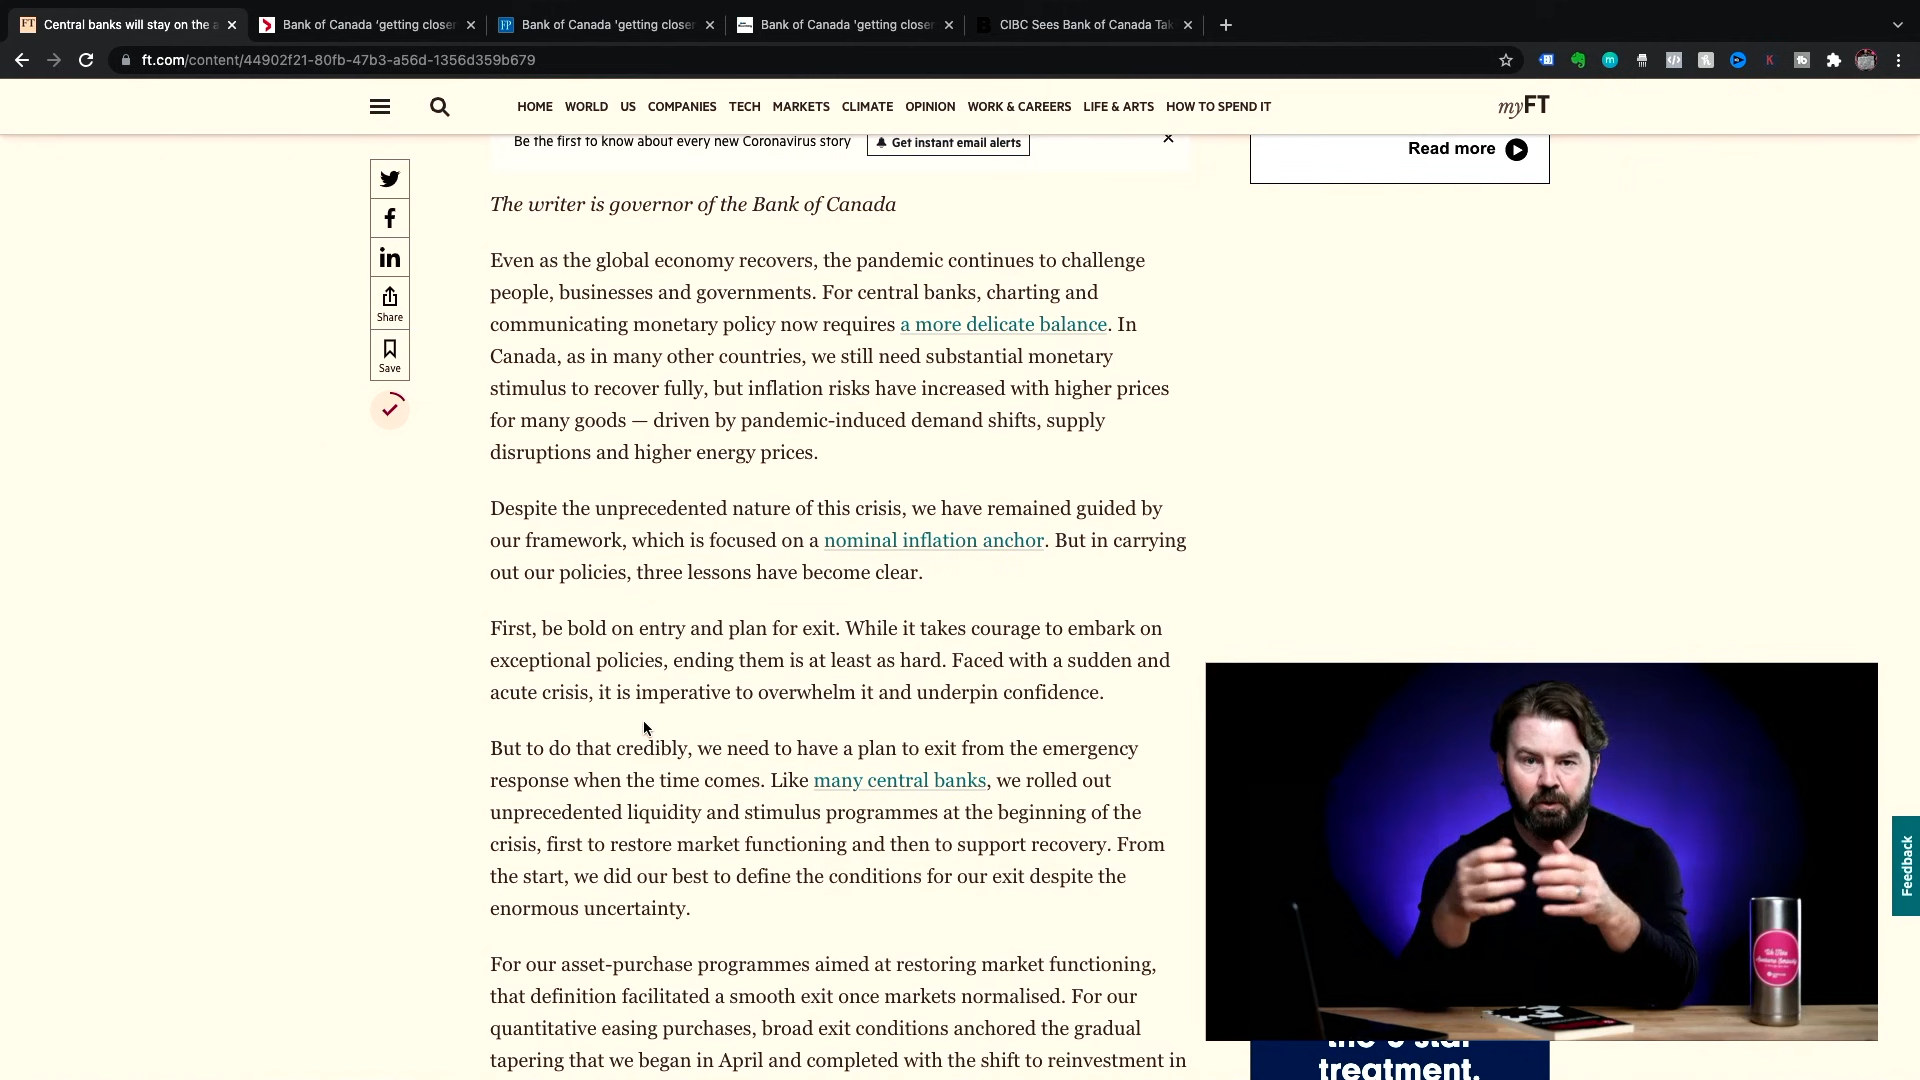 FT Central banks will stay on the a
Bank of Canada 'getting closer
FP Bank of Canada 'getting closer
Bank of Canada 'getting closer
CIBC Sees Bank of Canada Tak
ft.com/content/44902f21-80fb-47b3-a56d-1356d359b679
HOME WORLD US COMPANIES TECH MARKETS CLIMATE OPINION WORK & CAREERS LIFE & ARTS HOW TO SPEND IT
myFT
Be the first to know about every new Coronavirus story
Get instant email alerts
Read more
Share
Save
The writer is governor of the Bank of Canada
Even as the global economy recovers, the pandemic continues to challenge
people, businesses and governments. For central banks, charting and
communicating monetary policy now requires a more delicate balance. In
Canada, as in many other countries, we still need substantial monetary
stimulus to recover fully, but inflation risks have increased with higher prices
for many goods — driven by pandemic-induced demand shifts, supply
disruptions and higher energy prices.
Despite the unprecedented nature of this crisis, we have remained guided by
our framework, which is focused on a nominal inflation anchor. But in carrying
out our policies, three lessons have become clear.
First, be bold on entry and plan for exit. While it takes courage to embark on
exceptional policies, ending them is at least as hard. Faced with a sudden and
acute crisis, it is imperative to overwhelm it and underpin confidence.
But to do that credibly, we need to have a plan to exit from the emergency
response when the time comes. Like many central banks, we rolled out
unprecedented liquidity and stimulus programmes at the beginning of the
crisis, first to restore market functioning and then to support recovery. From
the start, we did our best to define the conditions for our exit despite the
enormous uncertainty.
For our asset-purchase programmes aimed at restoring market functioning,
that definition facilitated a smooth exit once markets normalised. For our
quantitative easing purchases, broad exit conditions anchored the gradual
tapering that we began in April and completed with the shift to reinvestment in
Feedback
treatment.